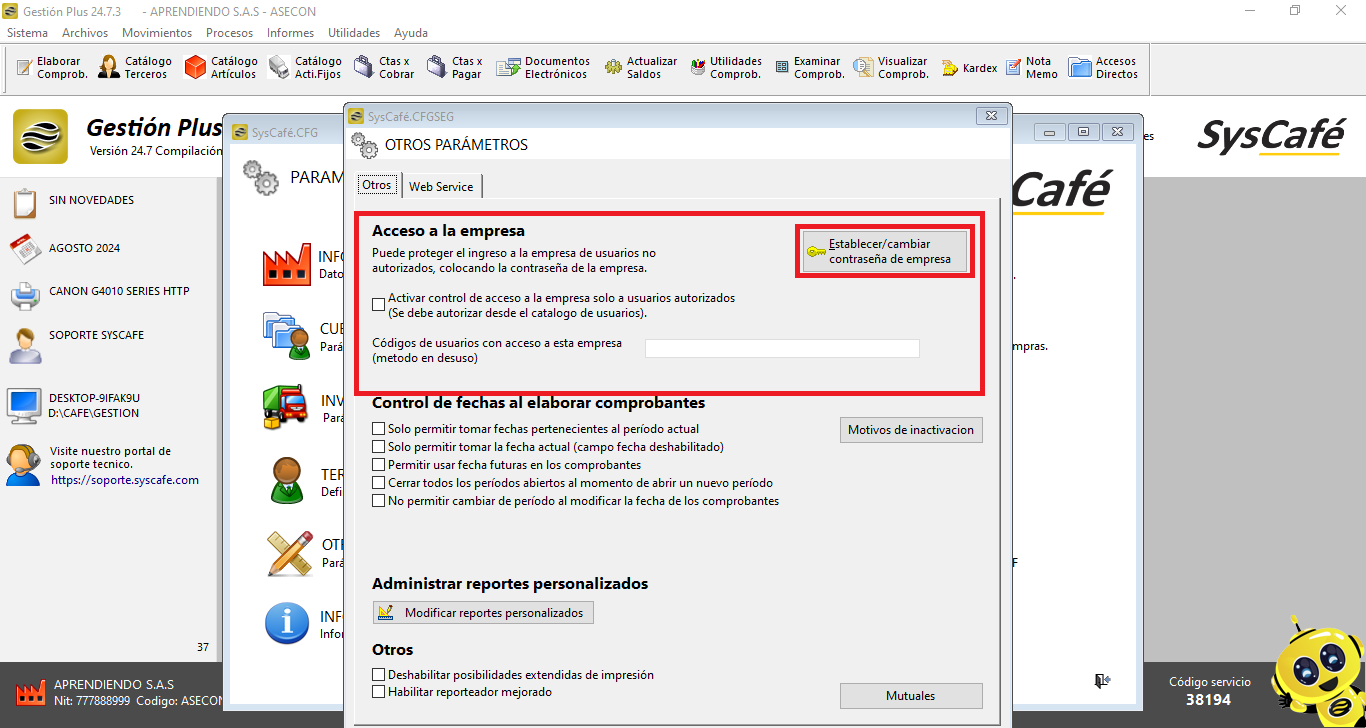 Gestión Plus 24.7.3 - APRENDIENDO S.A.S - ASECON
Sistema Archivos Movimientos Procesos Informes Utilidades Ayuda
Elaborar Comprob.
Catálogo Terceros
Catálogo Artículos
Catálogo Acti.Fijos
Ctas x Cobrar
Ctas x Pagar
Documentos Electrónicos
Actualizar Saldos
Utilidades Comprob.
Examinar Comprob.
Visualizar Comprob.
Kardex
Nota Memo
Accesos Directos
Gestión Plus
Versión 24.7 Compilación
SysCafé
SIN NOVEDADES
AGOSTO 2024
CANON G4010 SERIES HTTP
SOPORTE SYSCAFE
DESKTOP-9IFAK9U
D:\CAFE\GESTION
Visite nuestro portal de
soporte tecnico.
https://soporte.syscafe.com
37
APRENDIENDO S.A.S
Nit: 777888999 Codigo: ASECON
SysCafé.CFG
PARAM
Café
INFO
Dato
CUE
Pará
INV
Pará
TER
Defi
OTR
Pará
INFO
Infor
mpras.
SysCafé.CFGSEG
OTROS PARÁMETROS
Otros
Web Service
Acceso a la empresa
Puede proteger el ingreso a la empresa de usuarios no
autorizados, colocando la contraseña de la empresa.
Establecer/cambiar
contraseña de empresa
Activar control de acceso a la empresa solo a usuarios autorizados
(Se debe autorizar desde el catalogo de usuarios).
Códigos de usuarios con acceso a esta empresa
(metodo en desuso)
Control de fechas al elaborar comprobantes
Solo permitir tomar fechas pertenecientes al período actual
Motivos de inactivacion
Solo permitir tomar la fecha actual (campo fecha deshabilitado)
Permitir usar fecha futuras en los comprobantes
Cerrar todos los períodos abiertos al momento de abrir un nuevo período
No permitir cambiar de período al modificar la fecha de los comprobantes
Administrar reportes personalizados
Modificar reportes personalizados
Otros
Deshabilitar posibilidades extendidas de impresión
Habilitar reporteador mejorado
Mutuales
Código servicio
38194